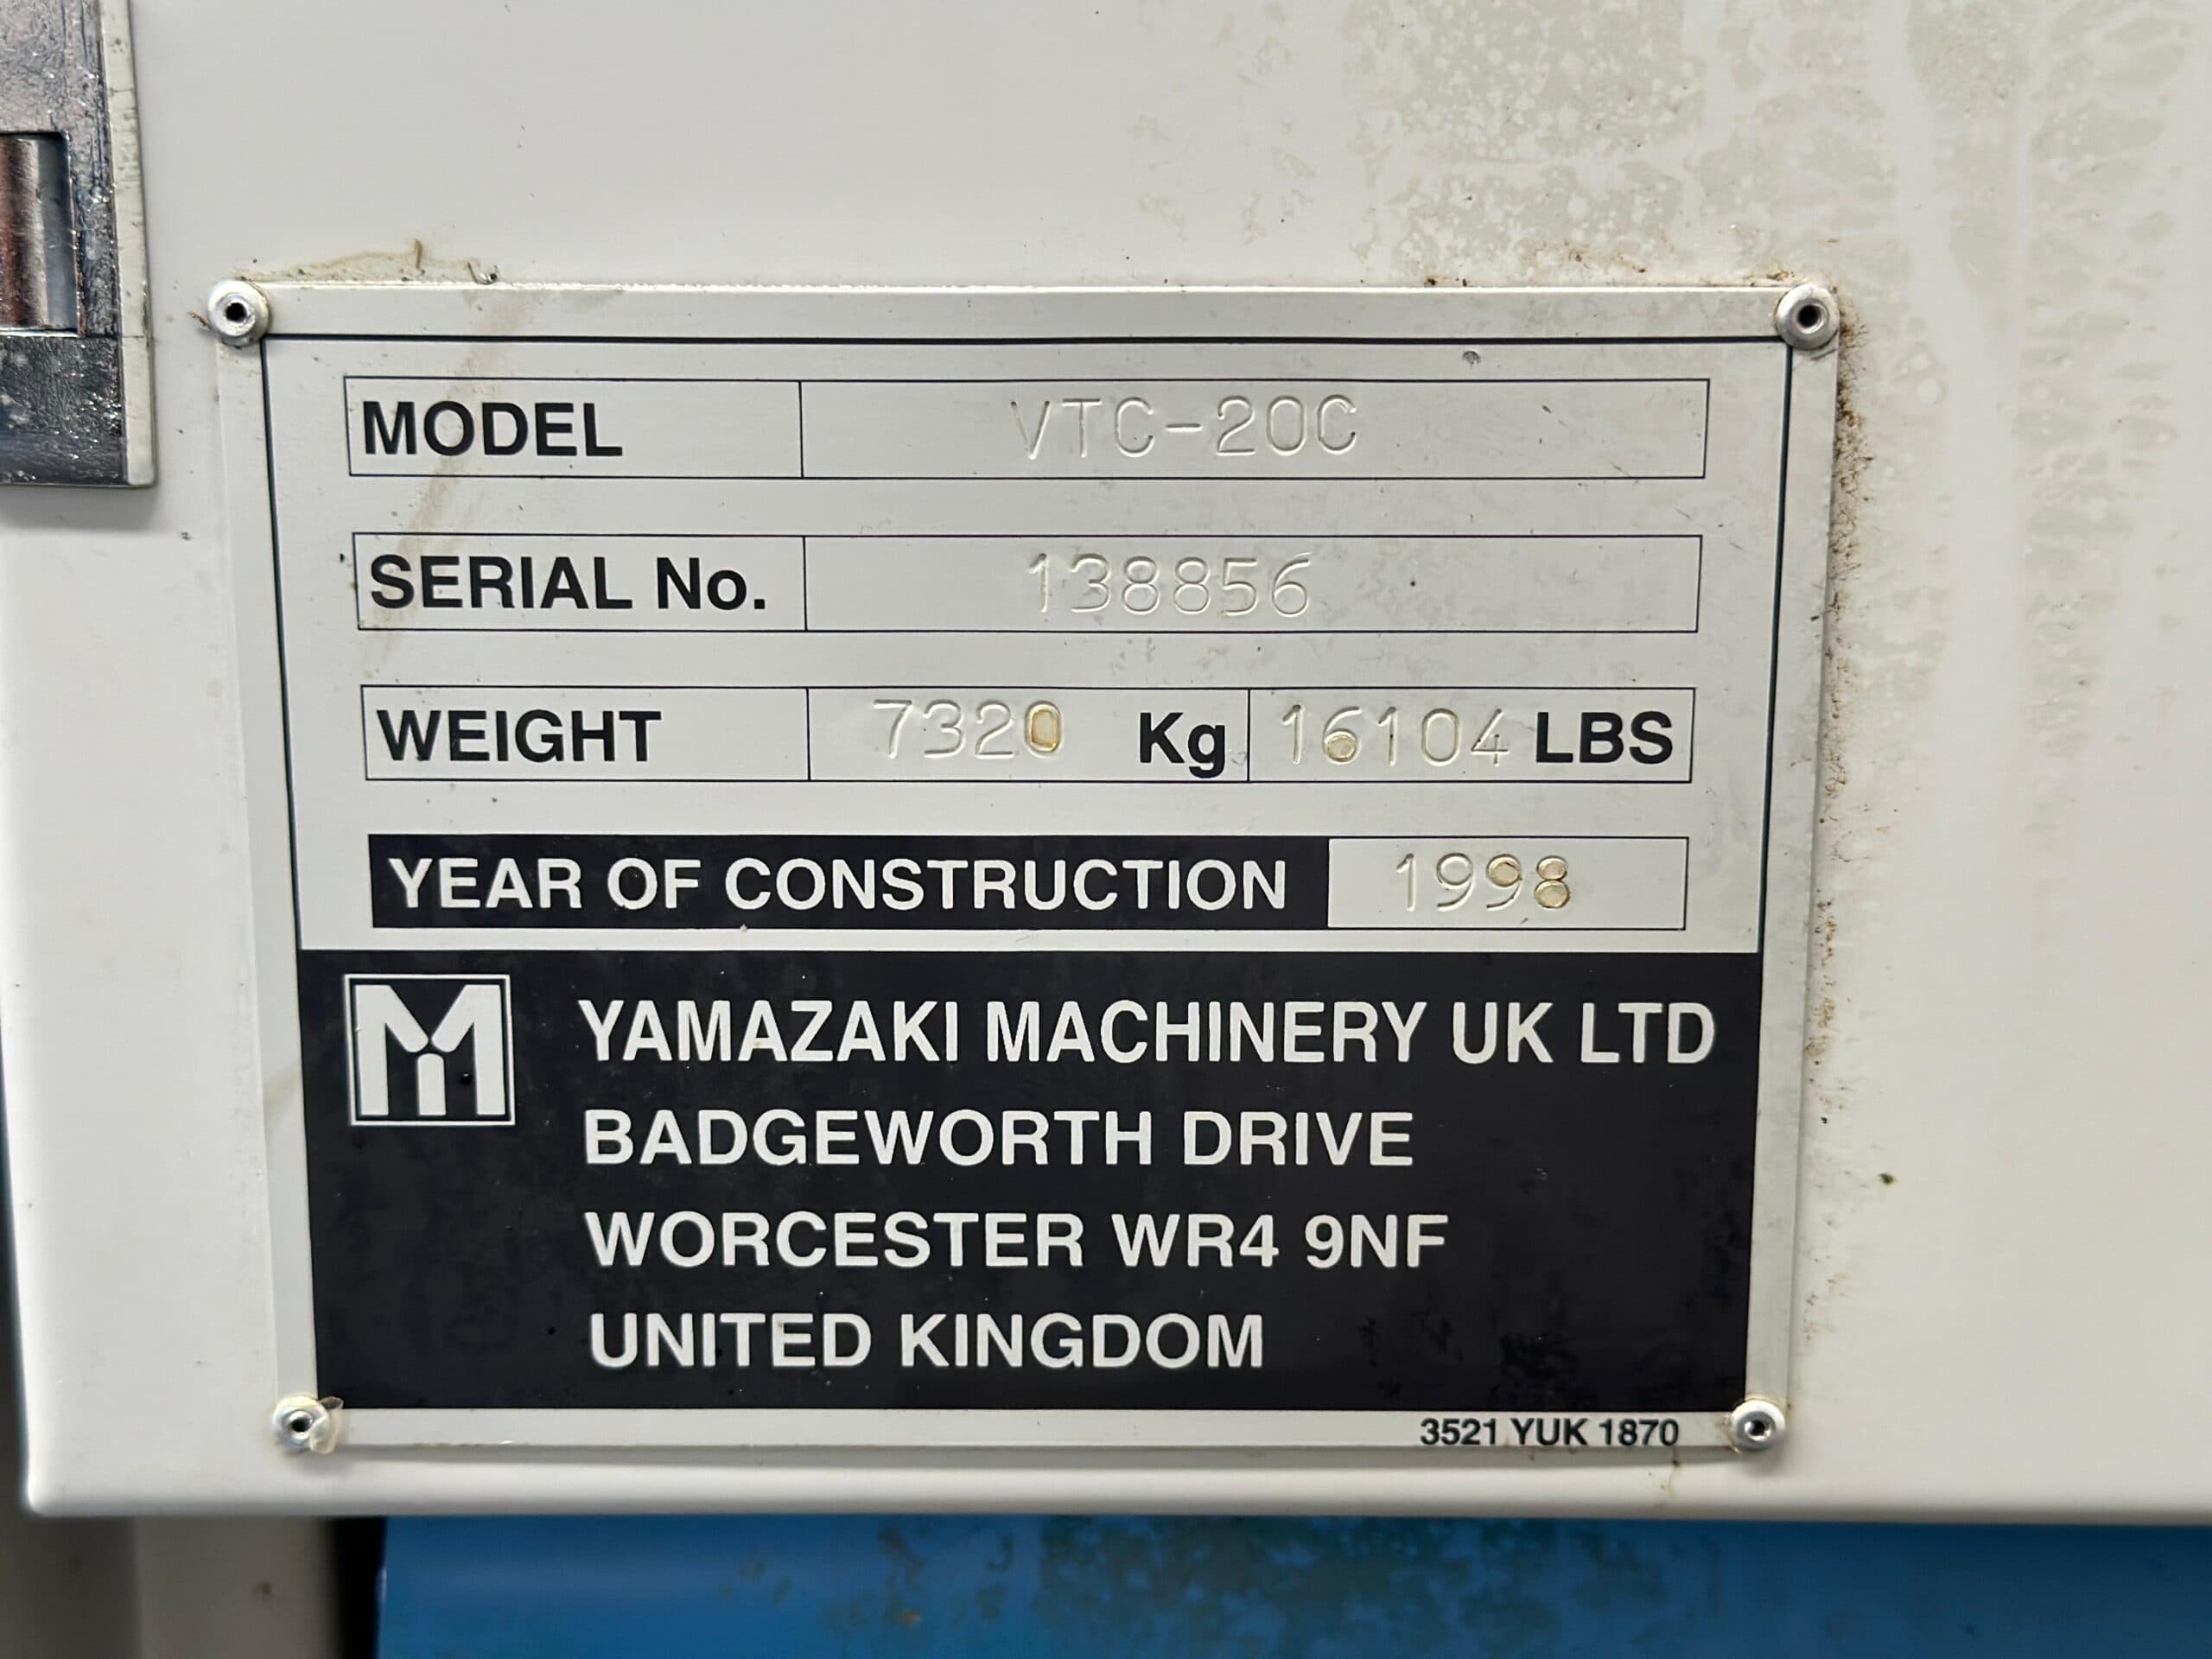 MODEL VTC-20C
SERIAL No. 138856
WEIGHT 7320 Kg 16104 LBS
YEAR OF CONSTRUCTION 1998
YAMAZAKI MACHINERY UK LTD
BADGEWORTH DRIVE
WORCESTER WR4 9NF
UNITED KINGDOM
3521 YUK 1870